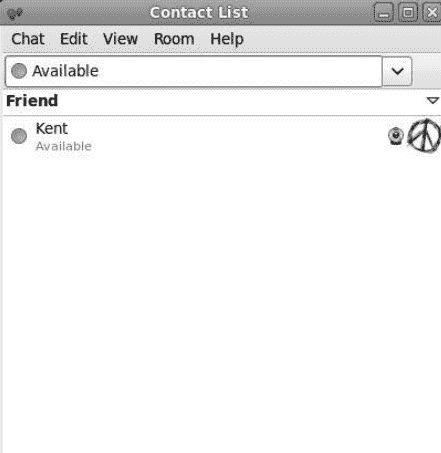 Contact List
Chat Edit View Room Help
Available
Friend
Kent
Available